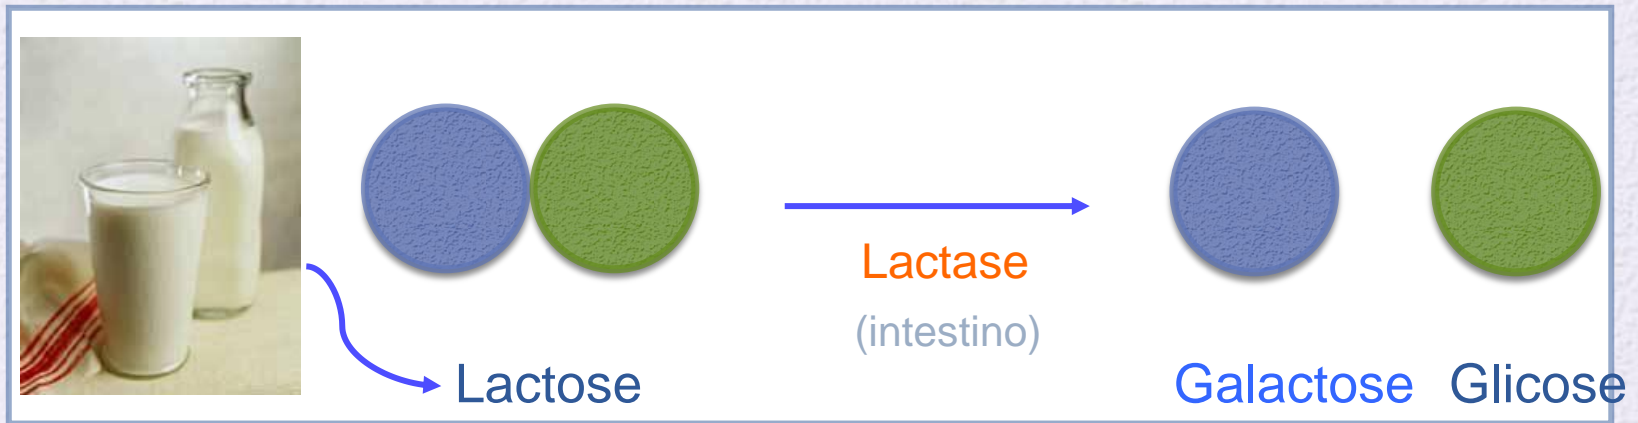 Lactase
(intestino)
Lactose
Galactose
Glicose